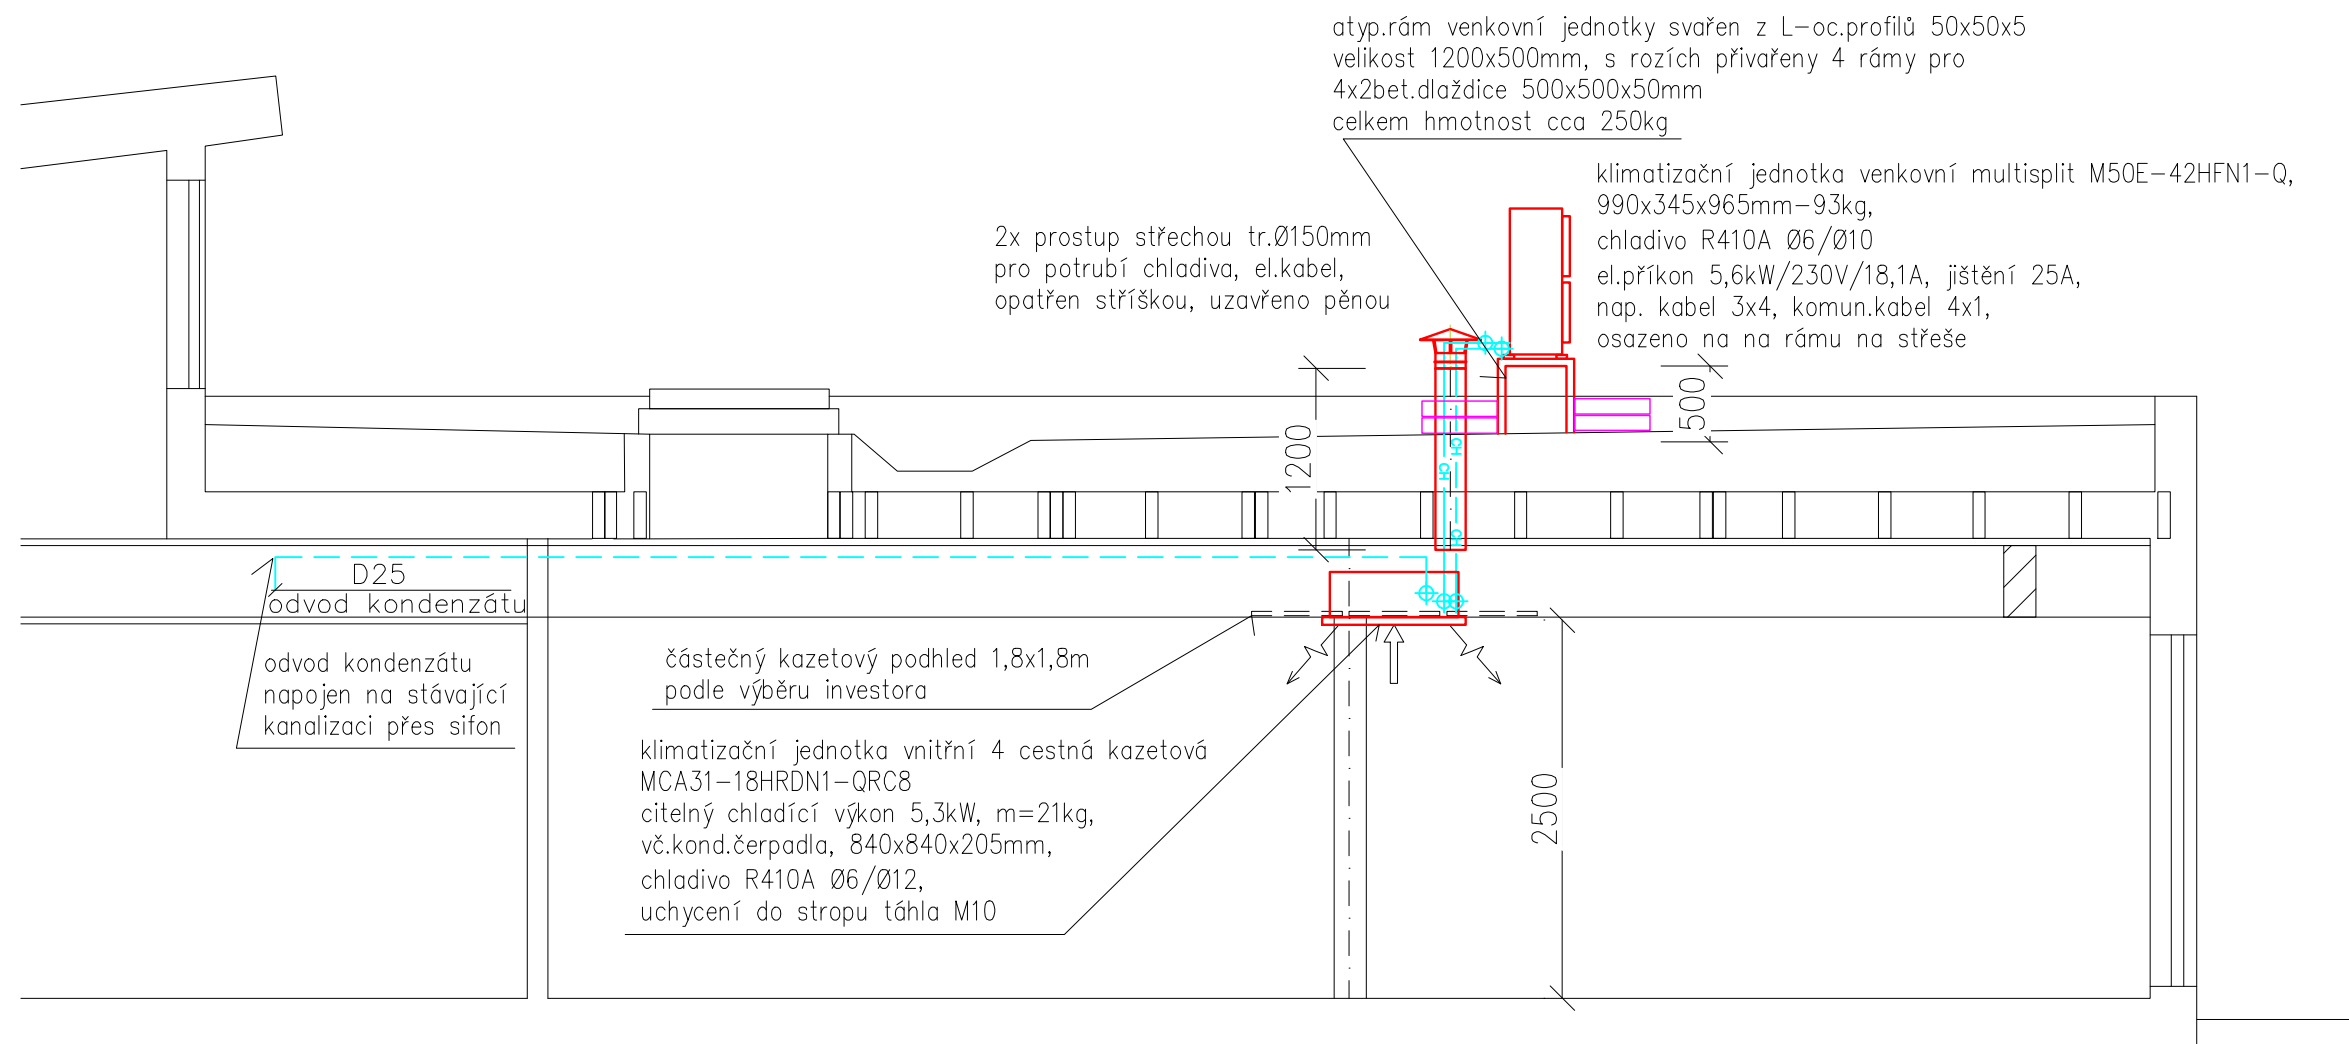 atyp.rám venkovní jednotky svařen z L-oc.profilů 50x50x5
velikost 1200x500mm, s rozích přivařeny 4 rámy pro
4x2bet.dlaždice 500x500x50mm
celkem hmotnost cca 250kg
klimatizační jednotka venkovní multisplit M50E-42HFN1-Q,
990x345x965mm-93kg,
chladivo R410A Ø6/Ø10
el.příkon 5,6kW/230V/18,1A, jištění 25A,
nap. kabel 3x4, komun.kabel 4x1,
osazeno na na rámu na střeše
2x prostup střechou tr.Ø150mm
pro potrubí chladiva, el.kabel,
opatřen stříškou, uzavřeno pěnou
500
1200
CH
CH
CH
D25
odvod kondenzátu
odvod kondenzátu
napojen na stávající
kanalizaci přes sifon
částečný kazetový podhled 1,8x1,8m
podle výběru investora
klimatizační jednotka vnitřní 4 cestná kazetová
MCA31-18HRDN1-QRC8
citelný chladící výkon 5,3kW, m=21kg,
vč.kond.čerpadla, 840x840x205mm,
chladivo R410A Ø6/Ø12,
uchycení do stropu táhla M10
2500